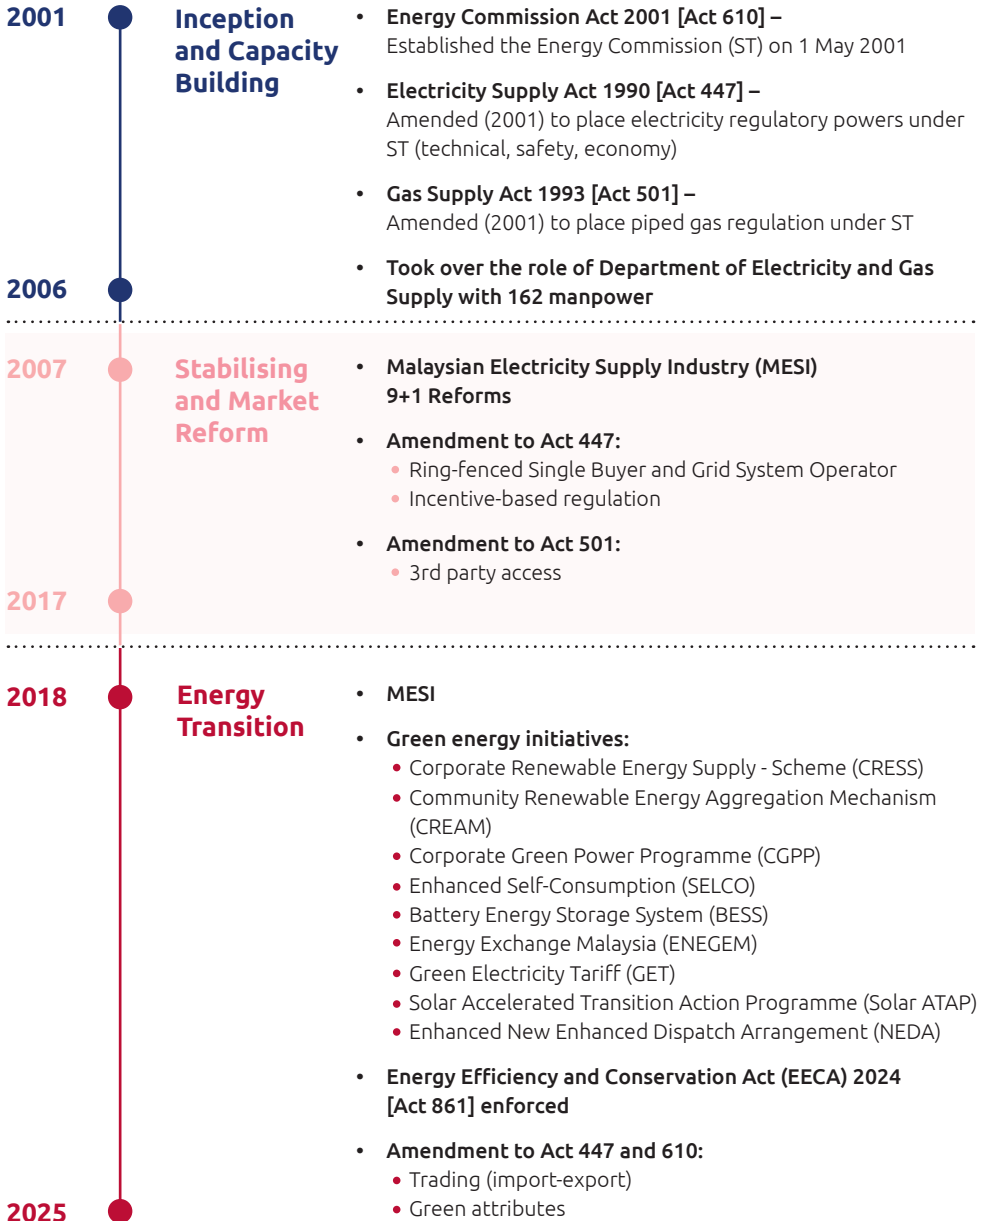 2001
Inception
and Capacity
Building
• Energy Commission Act 2001 [Act 610] –
Established the Energy Commission (ST) on 1 May 2001
• Electricity Supply Act 1990 [Act 447] –
Amended (2001) to place electricity regulatory powers under
ST (technical, safety, economy)
• Gas Supply Act 1993 [Act 501] –
Amended (2001) to place piped gas regulation under ST
• Took over the role of Department of Electricity and Gas
Supply with 162 manpower
2006
2007
Stabilising
and Market
Reform
• Malaysian Electricity Supply Industry (MESI)
9+1 Reforms
• Amendment to Act 447:
• Ring-fenced Single Buyer and Grid System Operator
• Incentive-based regulation
• Amendment to Act 501:
• 3rd party access
2017
2018
Energy
Transition
• MESI
• Green energy initiatives:
• Corporate Renewable Energy Supply - Scheme (CRESS)
• Community Renewable Energy Aggregation Mechanism
(CREAM)
• Corporate Green Power Programme (CGPP)
• Enhanced Self-Consumption (SELCO)
• Battery Energy Storage System (BESS)
• Energy Exchange Malaysia (ENEGEM)
• Green Electricity Tariff (GET)
• Solar Accelerated Transition Action Programme (Solar ATAP)
• Enhanced New Enhanced Dispatch Arrangement (NEDA)
• Energy Efficiency and Conservation Act (EECA) 2024
[Act 861] enforced
• Amendment to Act 447 and 610:
• Trading (import-export)
• Green attributes
2025